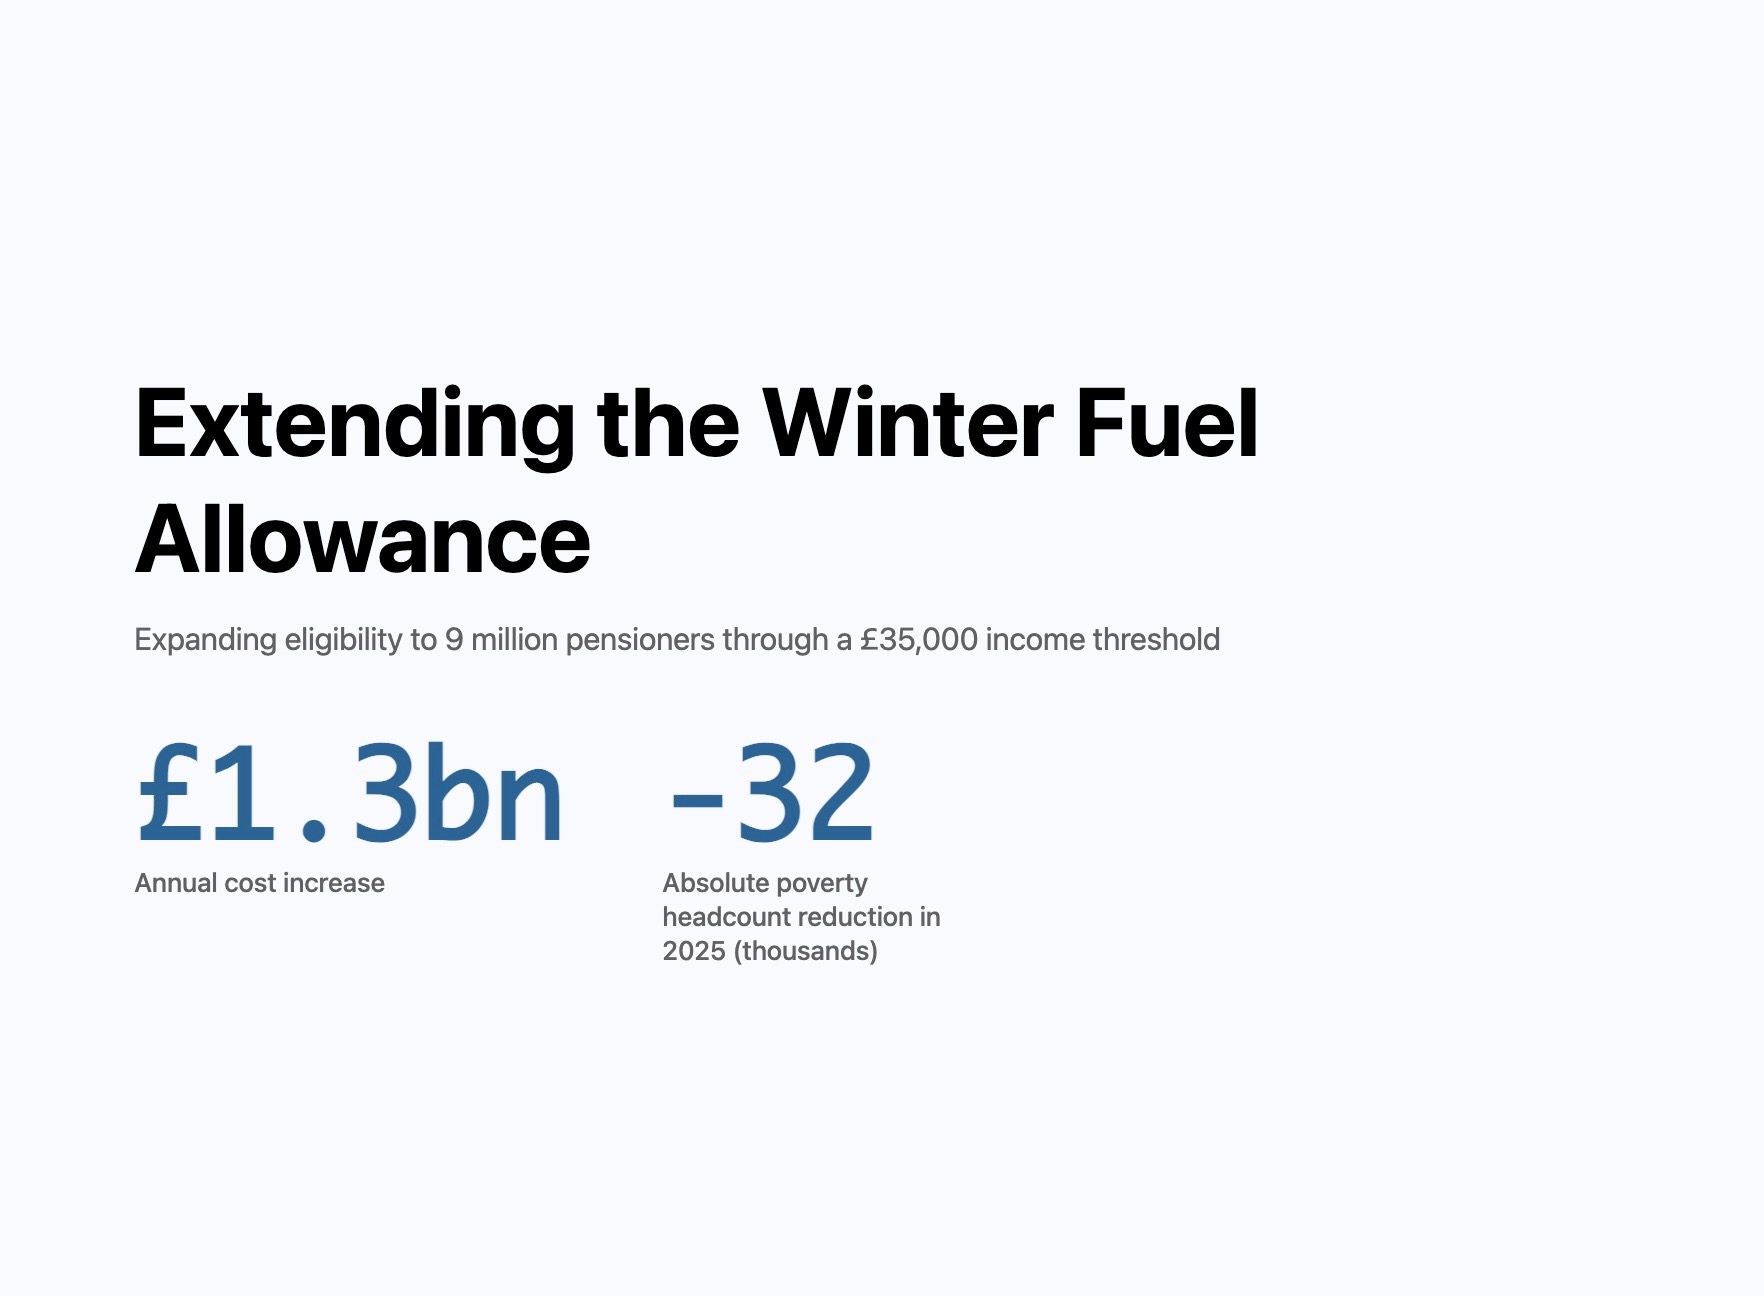 Extending the Winter Fuel
Allowance
Expanding eligibility to 9 million pensioners through a £35,000 income threshold
£1.3bn
-32
Annual cost increase
Absolute poverty
headcount reduction in
2025 (thousands)